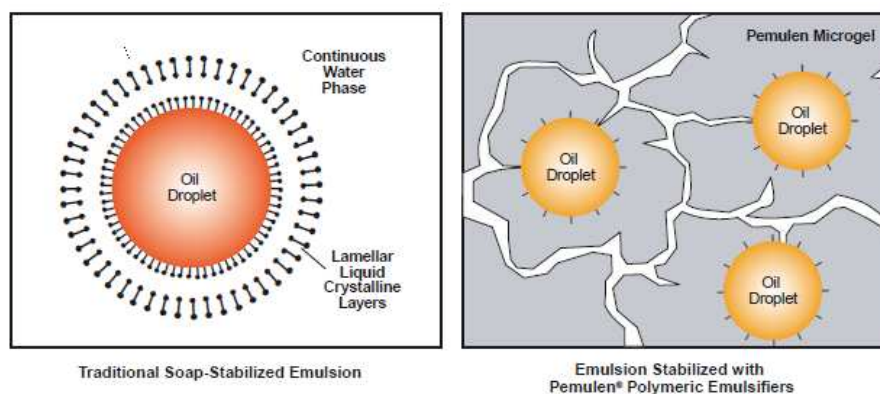 Continuous
Water
Phase
Oil
Droplet
Lamellar
Liquid
Crystalline
Layers
Traditional Soap-Stabilized Emulsion
Pemulen Microgel
Oil
Droplet
Oil
Droplet
Oil
Droplet
Emulsion Stabilized with
Pemulen® Polymeric Emulsifiers